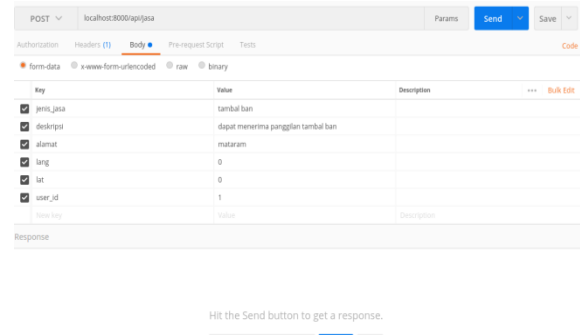 POST localhost:8000/api/jasa Params Send Save
Authorization Headers (1) Body Pre-request Script Tests Code
form-data x-www-form-urlencoded raw binary
Key Value Description ••• Bulk Edit
jenis_jasa tambal ban
deskripsi dapat menerima panggilan tambal ban
alamat mataram
lang 0
lat 0
user_id 1
New key Value Description
Response
Hit the Send button to get a response.